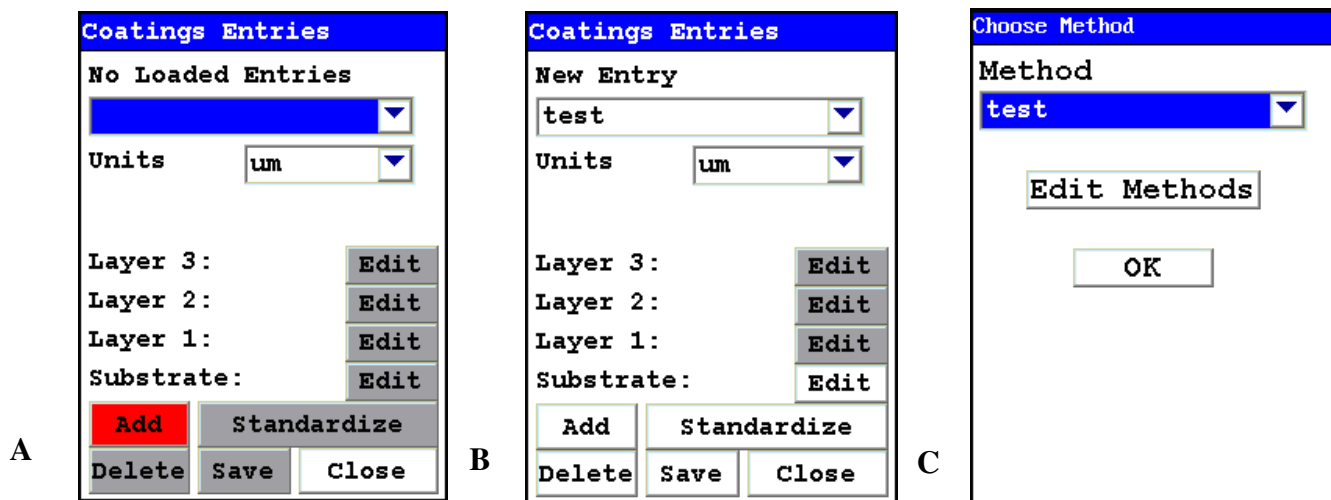 Coatings Entries
No Loaded Entries
Units um
Layer 3: Edit
Layer 2: Edit
Layer 1: Edit
Substrate: Edit
Add Standardize
Delete Save Close
A
Coatings Entries
New Entry
test
Units um
Layer 3: Edit
Layer 2: Edit
Layer 1: Edit
Substrate: Edit
Add Standardize
Delete Save Close
B
Choose Method
Method
test
Edit Methods
OK
C